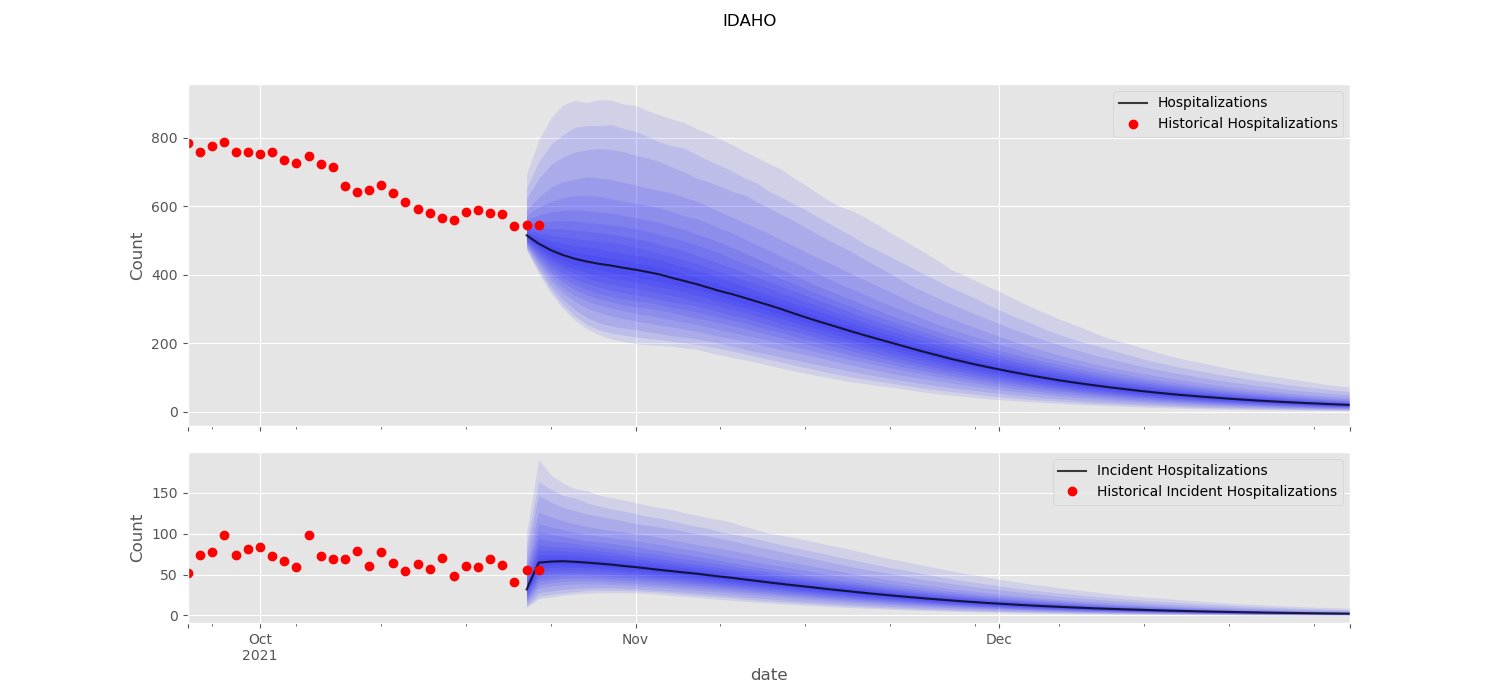 IDAHO
Hospitalizations
Historical Hospitalizations
800
600
400
200
0
Count
Incident Hospitalizations
Historical Incident Hospitalizations
150
100
50
0
Count
Oct
2021
Nov
Dec
date